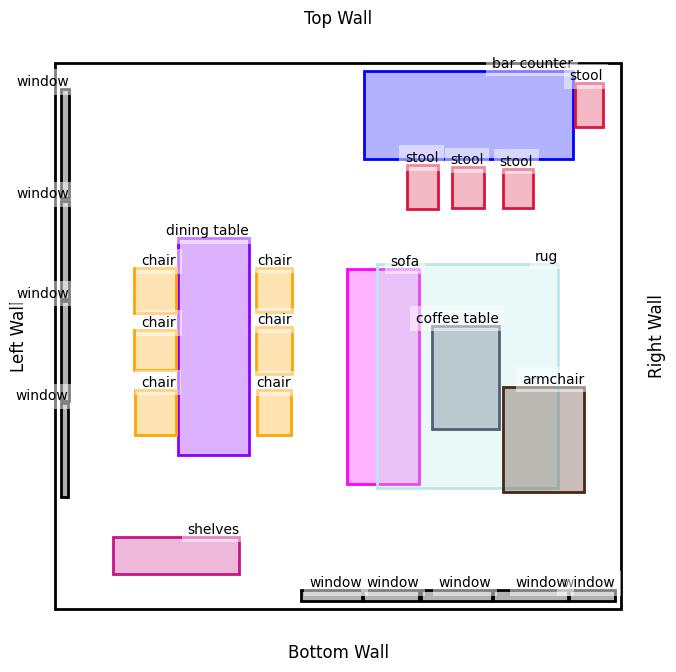 Top Wall
bar counter
stool
window
stool
stool
stool
window
dining table
chair
chair
sofa
rug
window
Left Wall
Right Wall
chair
chair
coffee table
chair
chair
armchair
window
shelves
window
window
window
window
window
Bottom Wall